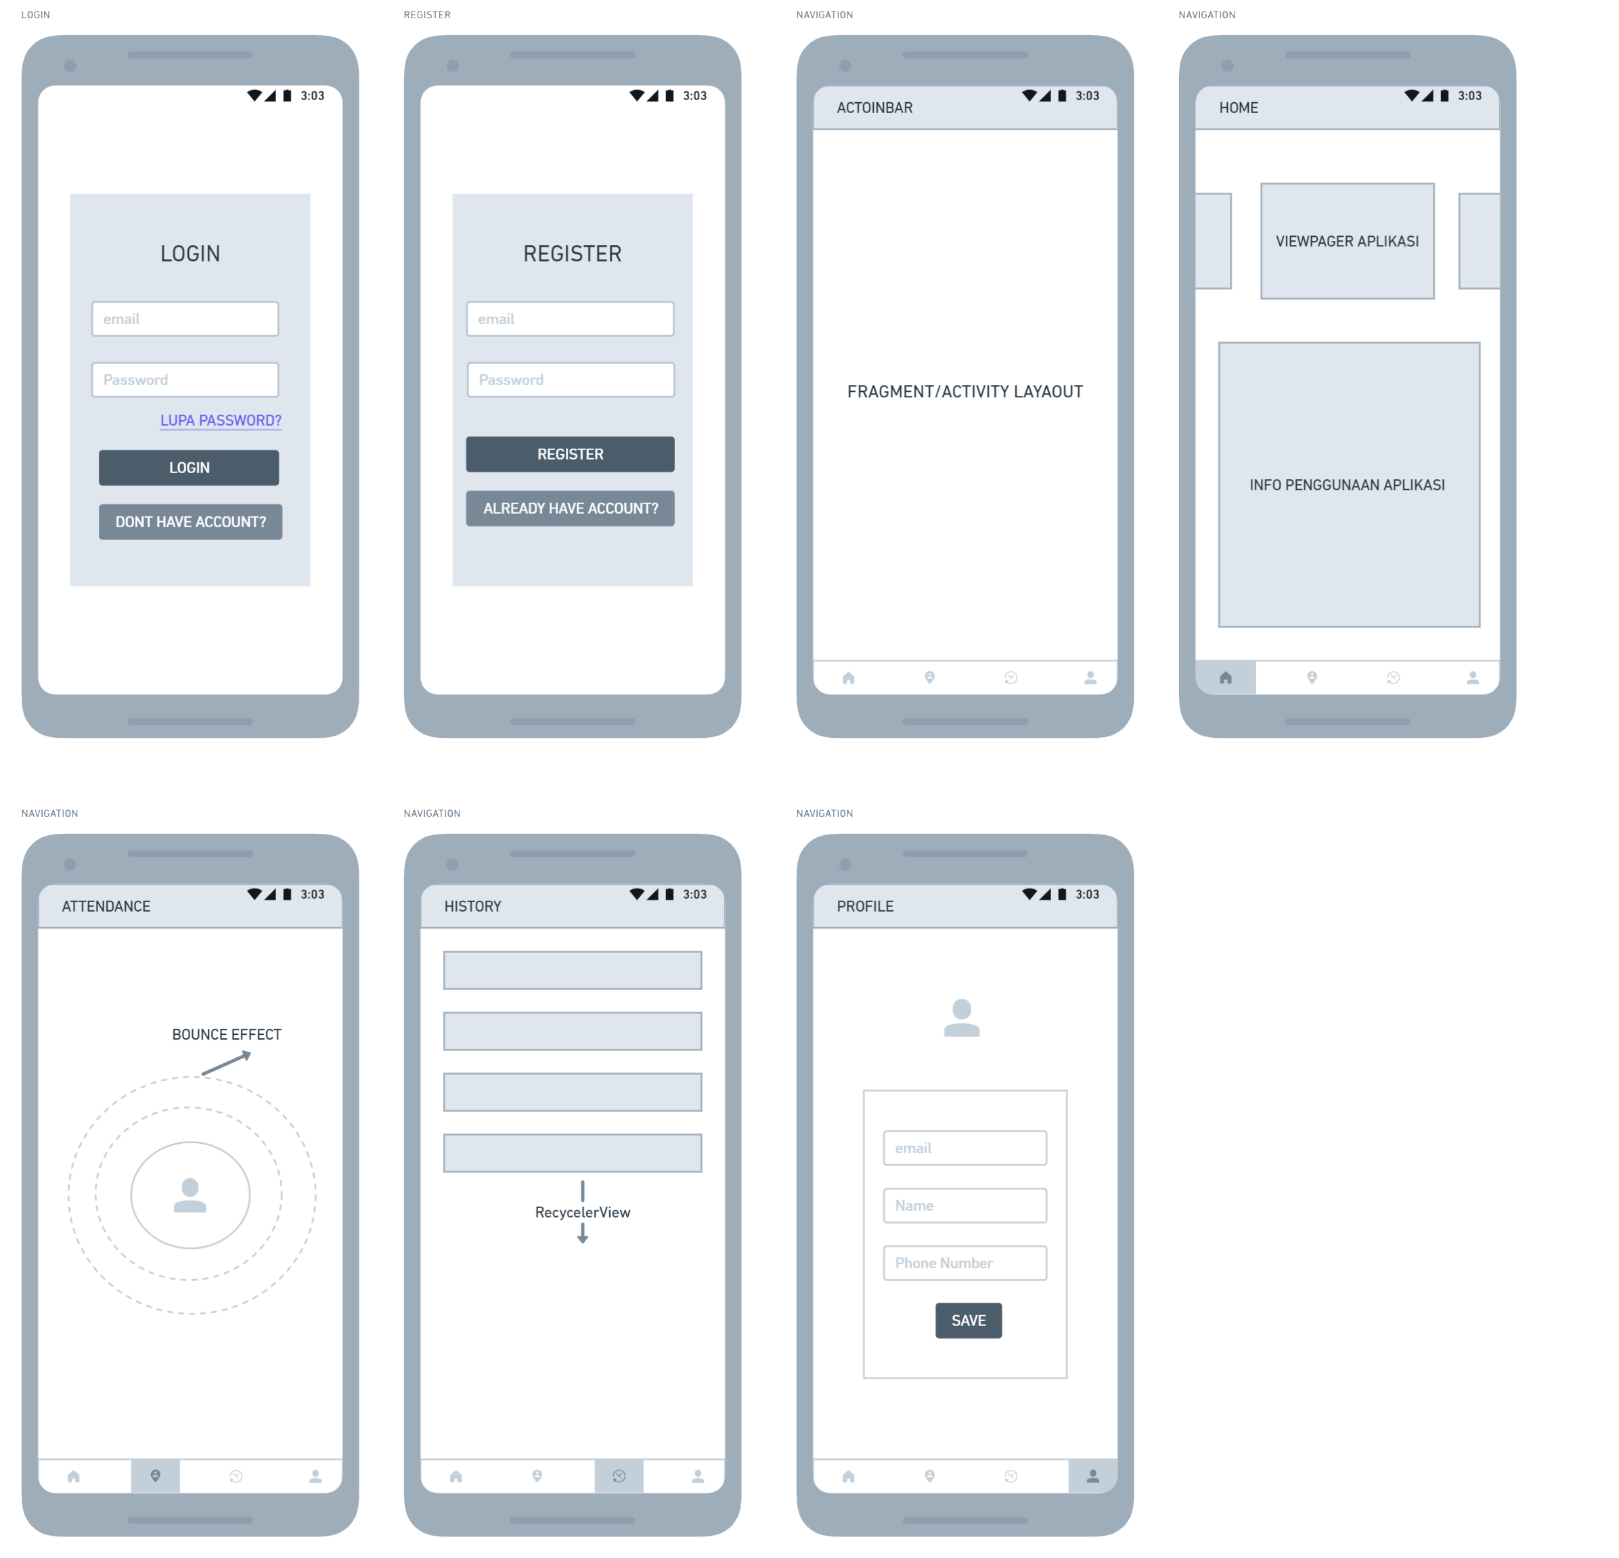 LOGIN
3:03
LOGIN
email
Password
LUPA PASSWORD?
LOGIN
DONT HAVE ACCOUNT?
REGISTER
3:03
REGISTER
email
Password
REGISTER
ALREADY HAVE ACCOUNT?
NAVIGATION
3:03
ACTOINBAR
FRAGMENT/ACTIVITY LAYAOUT
NAVIGATION
3:03
HOME
VIEWPAGER APLIKASI
INFO PENGGUNAAN APLIKASI
NAVIGATION
3:03
ATTENDANCE
BOUNCE EFFECT
NAVIGATION
3:03
HISTORY
RecycelerView
NAVIGATION
3:03
PROFILE
email
Name
Phone Number
SAVE